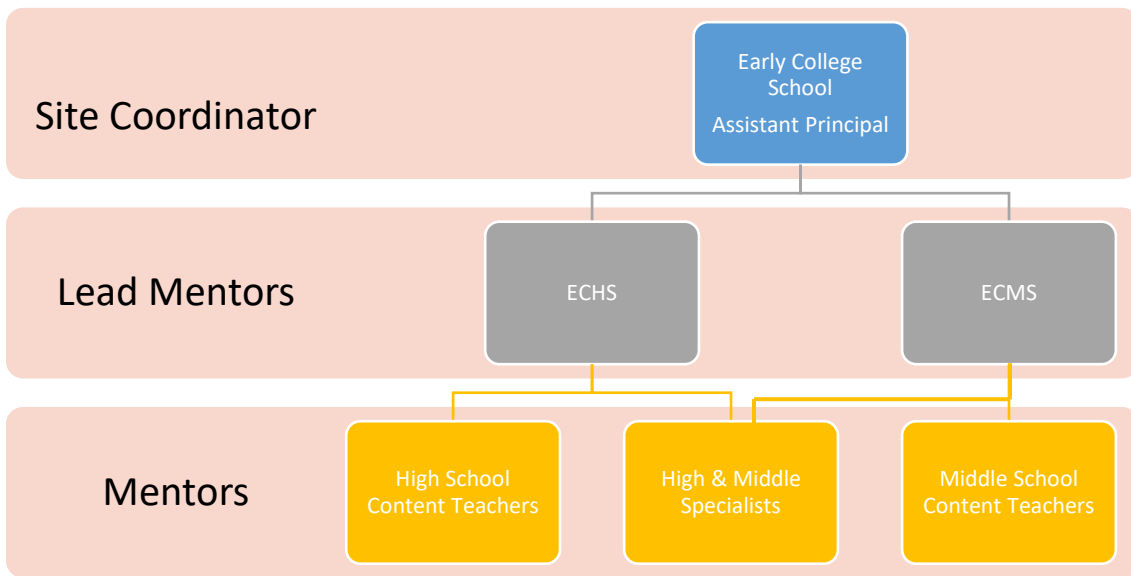 Site Coordinator
Early College
School
Assistant Principal
Lead Mentors
ECHS
ECMS
Mentors
High School
Content Teachers
High & Middle
Specialists
Middle School
Content Teachers